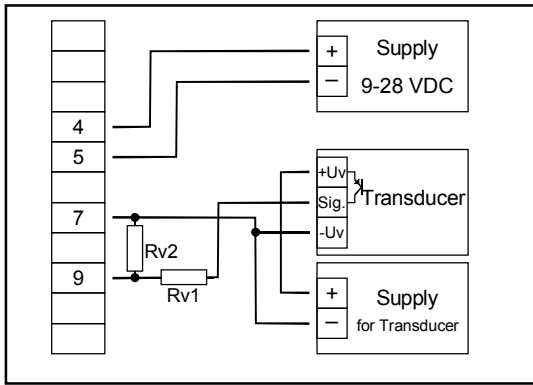 4
5
7
9
Rv2
Rv1
+
−
Supply
9-28 VDC
+Uv
Sig.
-Uv
Transducer
+
−
Supply
for Transducer